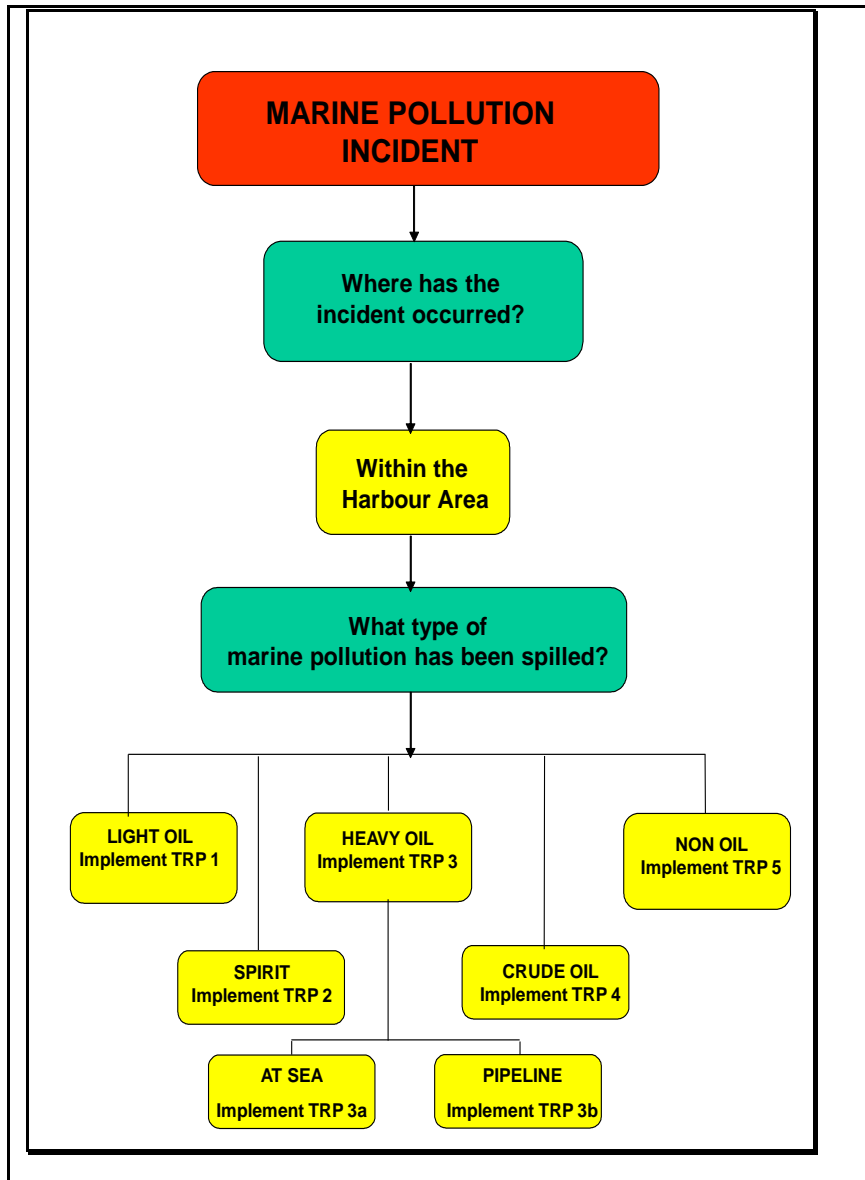 MARINE POLLUTION
INCIDENT
Where has the
incident occurred?
Within the
Harbour Area
What type of
marine pollution has been spilled?
LIGHT OIL
Implement TRP 1
HEAVY OIL
Implement TRP 3
NON OIL
Implement TRP 5
SPIRIT
Implement TRP 2
CRUDE OIL
Implement TRP 4
AT SEA
Implement TRP 3a
PIPELINE
Implement TRP 3b